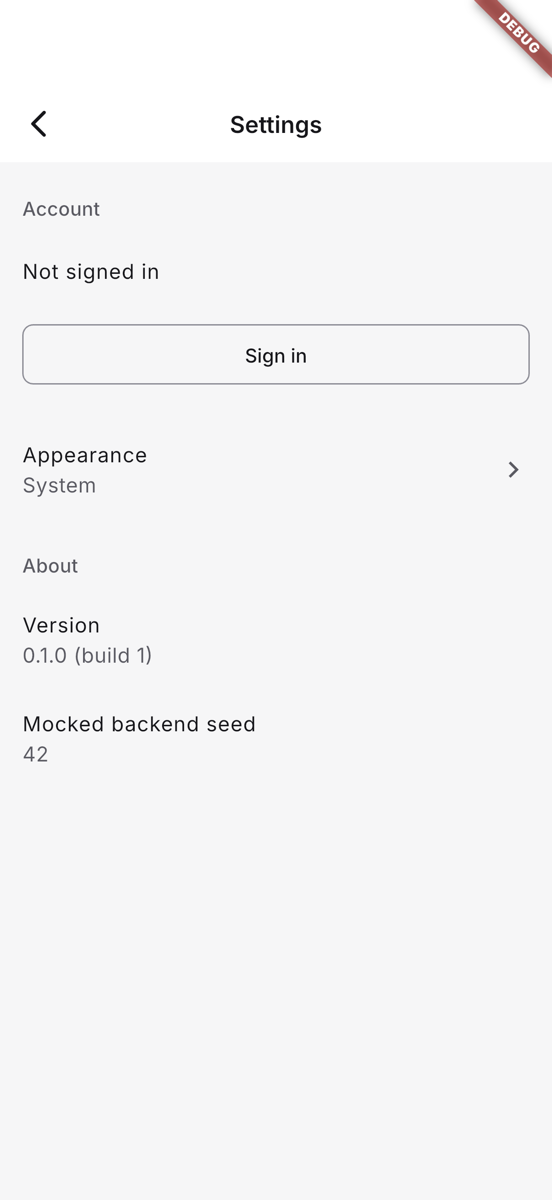 DEBUG
Settings
Account
Not signed in
Sign in
Appearance
System
About
Version
0.1.0 (build 1)
Mocked backend seed
42